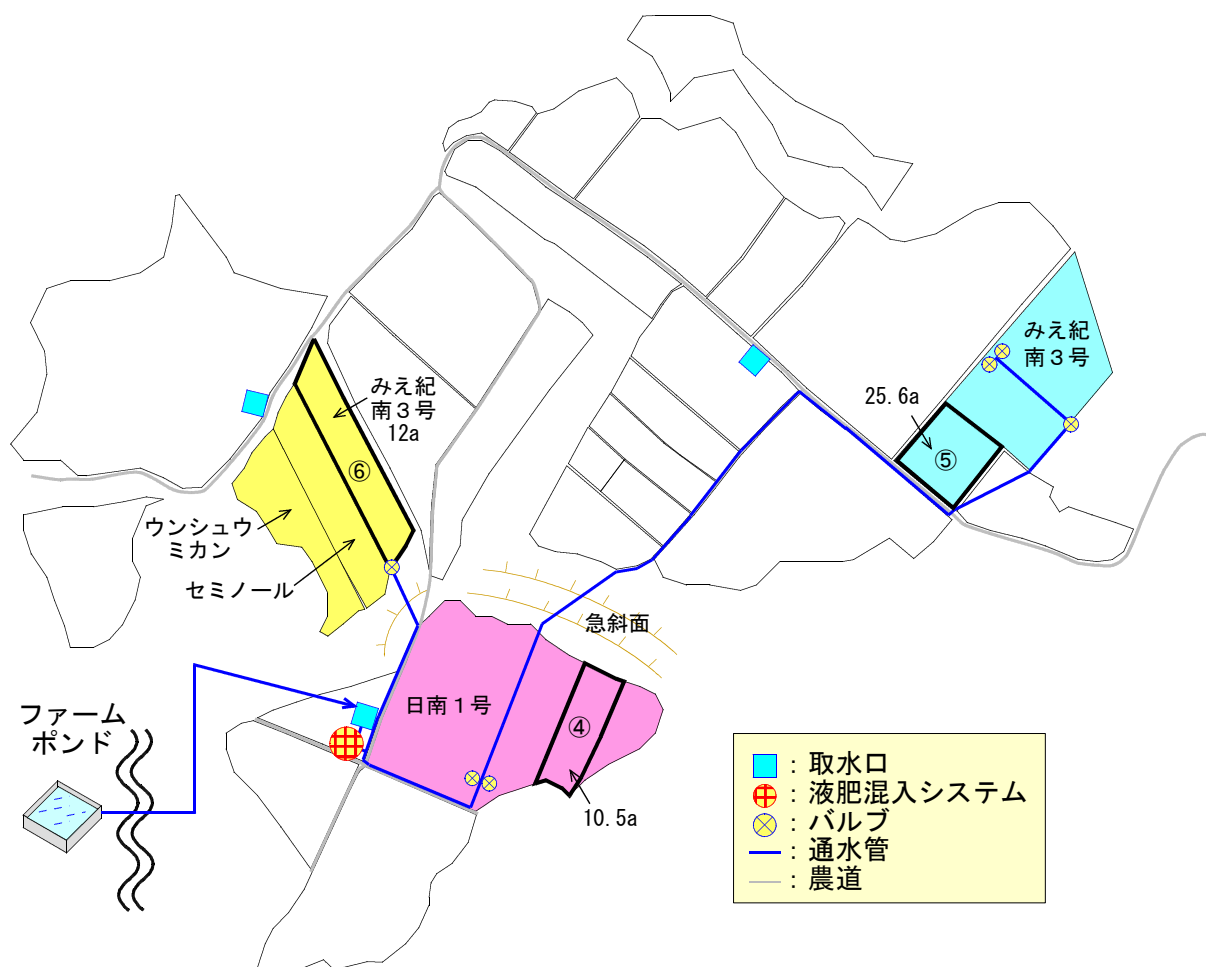 みえ紀
南３号
25.6a
みえ紀
南３号
12a
⑤
⑥
ウンシュウ
ミカン
セミノール
急斜面
日南１号
④
ファーム
ポンド
10.5a
：取水口
：液肥混入システム
：バルブ
：通水管
：農道